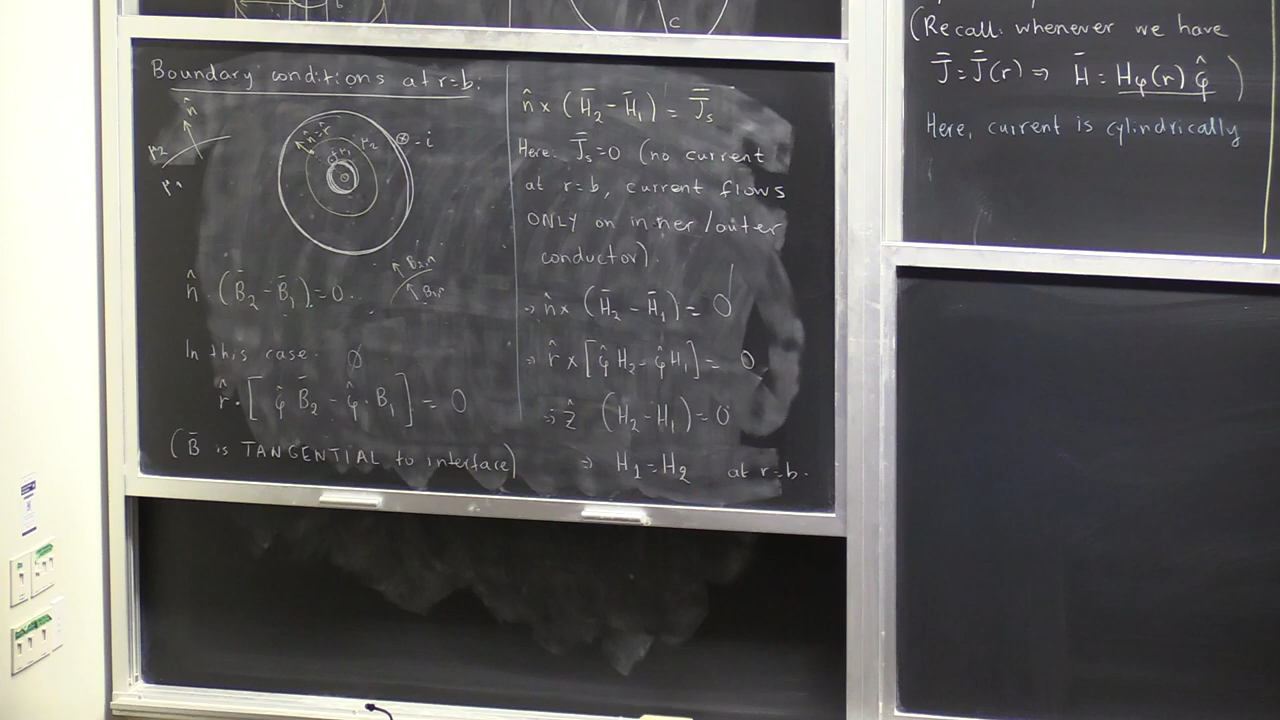 b
c
Boundary conditions at r=b:
n̂
μ2
μ1
n̂=r̂
μ2
⊗ -i
n̂ · (B̄2 - B̄1) = 0
B2,n
B1,n
In this case:
∅
r̂ · [ φ̂ B̄2 - φ̂ · B1 ] = 0
(B̄ is TANGENTIAL to interface)
n̂ x (H̄2 - H̄1) = J̄s
Here: J̄s = 0 (no current
at r=b, current flows
ONLY on inner/outer
conductor).
⇒ n̂ x (H̄2 - H̄1) = 0
⇒ r̂ x [φ̂ H2 - φ̂ H1] = 0
⇒ ẑ (H2 - H1) = 0
⇒ H1 = H2 at r=b.
(Recall: whenever we have
J̄ = J̄(r) ⇒ H̄ = Hφ(r) φ̂ )
Here, current is cylindrically